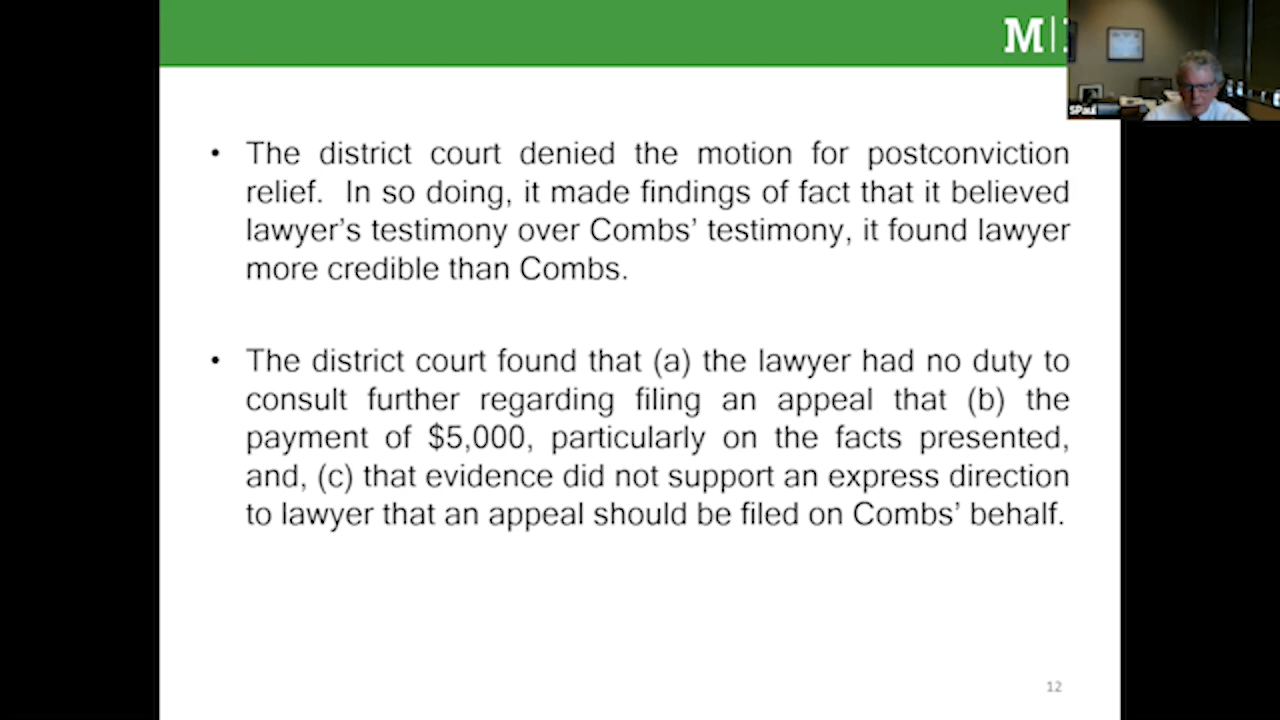 M|
SPaul
• The district court denied the motion for postconviction
relief. In so doing, it made findings of fact that it believed
lawyer’s testimony over Combs’ testimony, it found lawyer
more credible than Combs.
• The district court found that (a) the lawyer had no duty to
consult further regarding filing an appeal that (b) the
payment of $5,000, particularly on the facts presented,
and, (c) that evidence did not support an express direction
to lawyer that an appeal should be filed on Combs’ behalf.
12